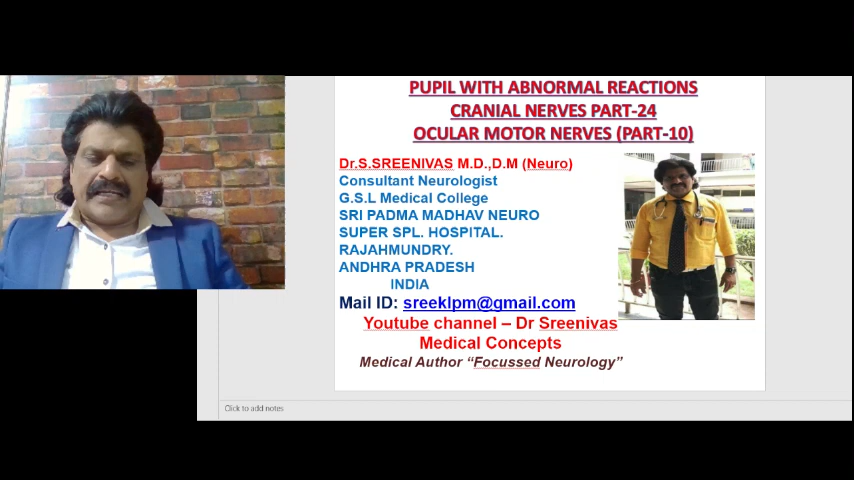 PUPIL WITH ABNORMAL REACTIONS
CRANIAL NERVES PART-24
OCULAR MOTOR NERVES (PART-10)
Dr.S.SREENIVAS M.D.,D.M (Neuro)
Consultant Neurologist
G.S.L Medical College
SRI PADMA MADHAV NEURO
SUPER SPL. HOSPITAL.
RAJAHMUNDRY.
ANDHRA PRADESH
INDIA
Mail ID: sreeklpm@gmail.com
Youtube channel – Dr Sreenivas
Medical Concepts
Medical Author “Focussed Neurology”
Click to add notes